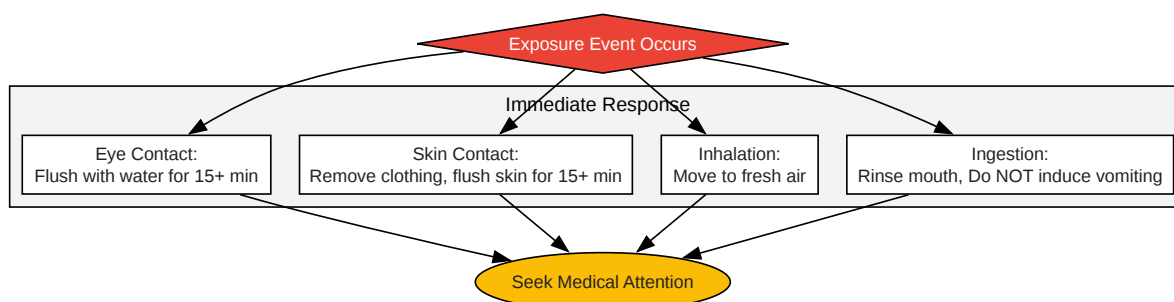 Exposure Event Occurs
Immediate Response
Eye Contact:
Flush with water for 15+ min
Skin Contact:
Remove clothing, flush skin for 15+ min
Inhalation:
Move to fresh air
Ingestion:
Rinse mouth, Do NOT induce vomiting
Seek Medical Attention